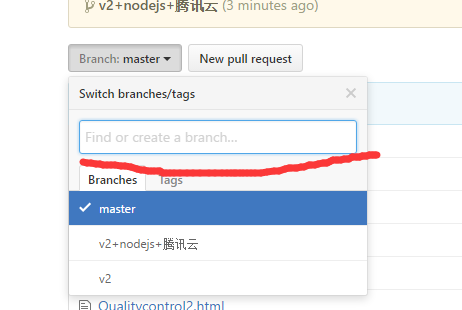 v2+nodejs+腾讯云 (3 minutes ago)
Branch: master New pull request
Switch branches/tags
Find or create a branch...
Branches Tags
master
v2+nodejs+腾讯云
v2
Qualitycontrol2.html